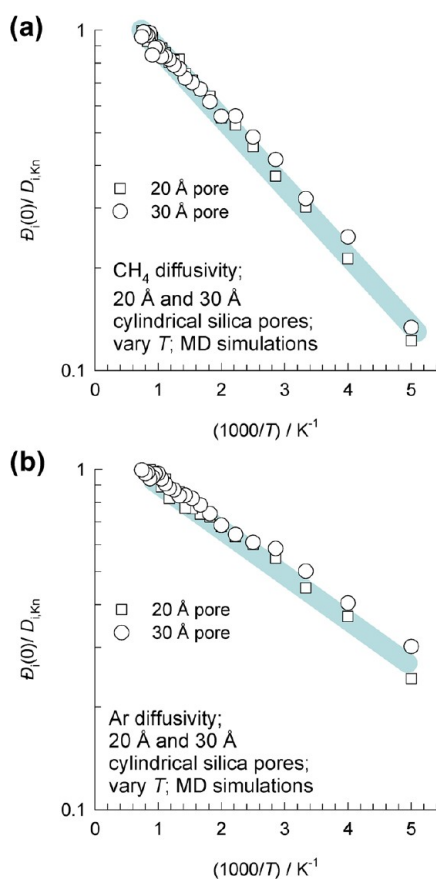 (a)
1
Đi(0)/ Di,Kn
20 Å pore
30 Å pore
CH4 diffusivity;
20 Å and 30 Å
cylindrical silica pores;
vary T; MD simulations
0.1
0 1 2 3 4 5
(1000/T) / K-1
(b)
1
Đi(0)/ Di,Kn
20 Å pore
30 Å pore
Ar diffusivity;
20 Å and 30 Å
cylindrical silica pores;
vary T; MD simulations
0.1
0 1 2 3 4 5
(1000/T) / K-1